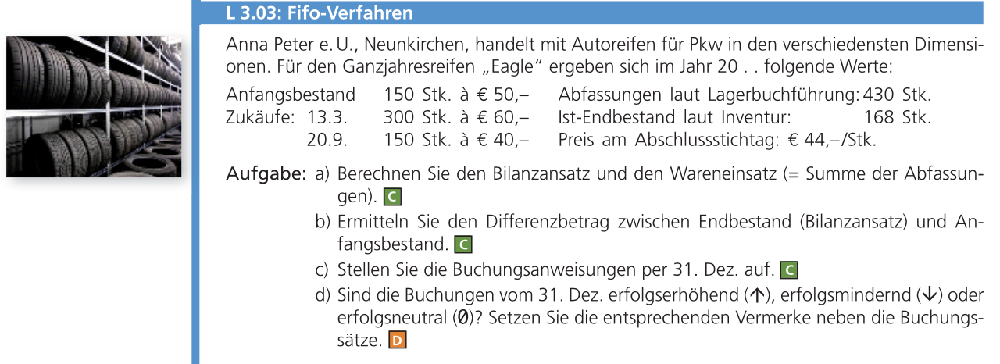 L 3.03: Fifo-Verfahren
Anna Peter e. U., Neunkirchen, handelt mit Autoreifen für Pkw in den verschiedensten Dimensi-
onen. Für den Ganzjahresreifen „Eagle“ ergeben sich im Jahr 20 . . folgende Werte:
Anfangsbestand 150 Stk. à € 50,– Abfassungen laut Lagerbuchführung: 430 Stk.
Zukäufe: 13.3. 300 Stk. à € 60,– Ist-Endbestand laut Inventur: 168 Stk.
20.9. 150 Stk. à € 40,– Preis am Abschlussstichtag: € 44,–/Stk.
Aufgabe: a) Berechnen Sie den Bilanzansatz und den Wareneinsatz (= Summe der Abfassun-
gen). C
b) Ermitteln Sie den Differenzbetrag zwischen Endbestand (Bilanzansatz) und An-
fangsbestand. C
c) Stellen Sie die Buchungsanweisungen per 31. Dez. auf. C
d) Sind die Buchungen vom 31. Dez. erfolgserhöhend (↑), erfolgsmindernd (↓) oder
erfolgsneutral (0)? Setzen Sie die entsprechenden Vermerke neben die Buchungs-
sätze. D